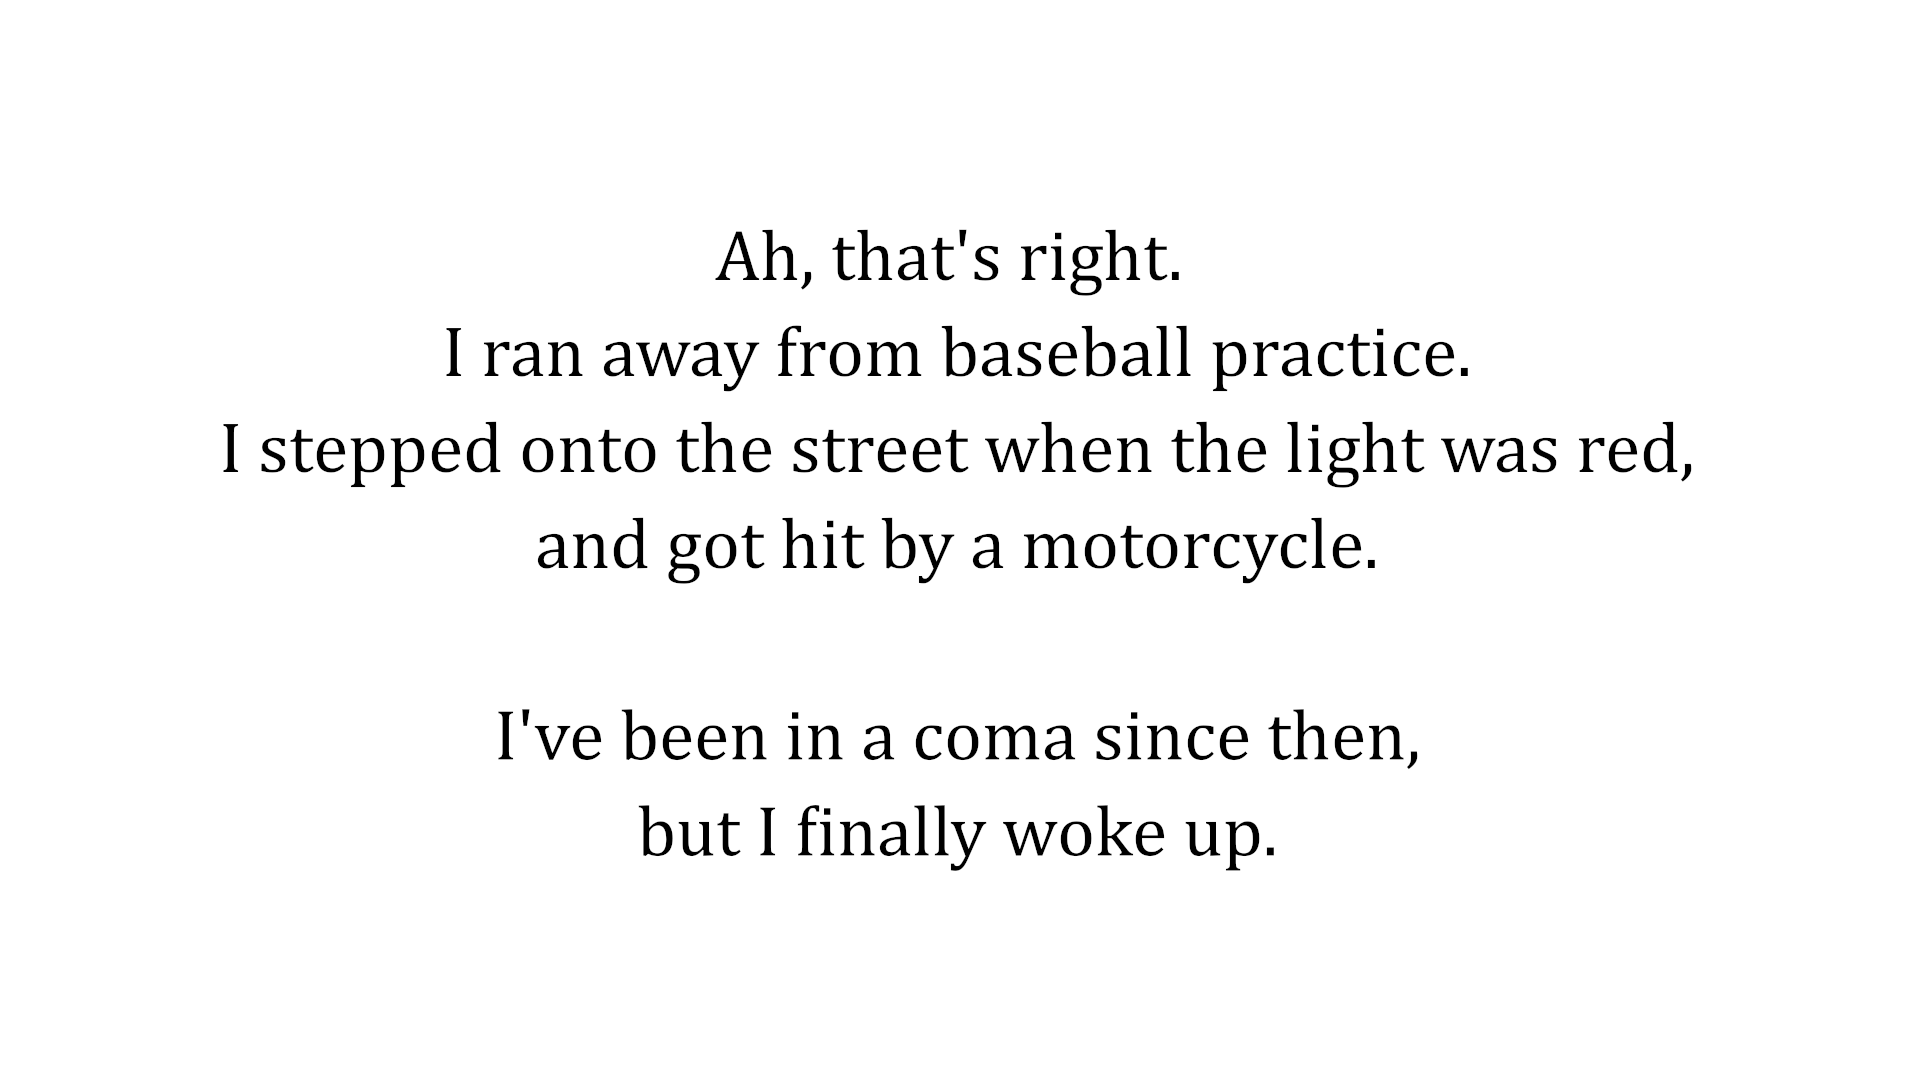 Ah, that's right.
I ran away from baseball practice.
I stepped onto the street when the light was red,
and got hit by a motorcycle.
I've been in a coma since then,
but I finally woke up.